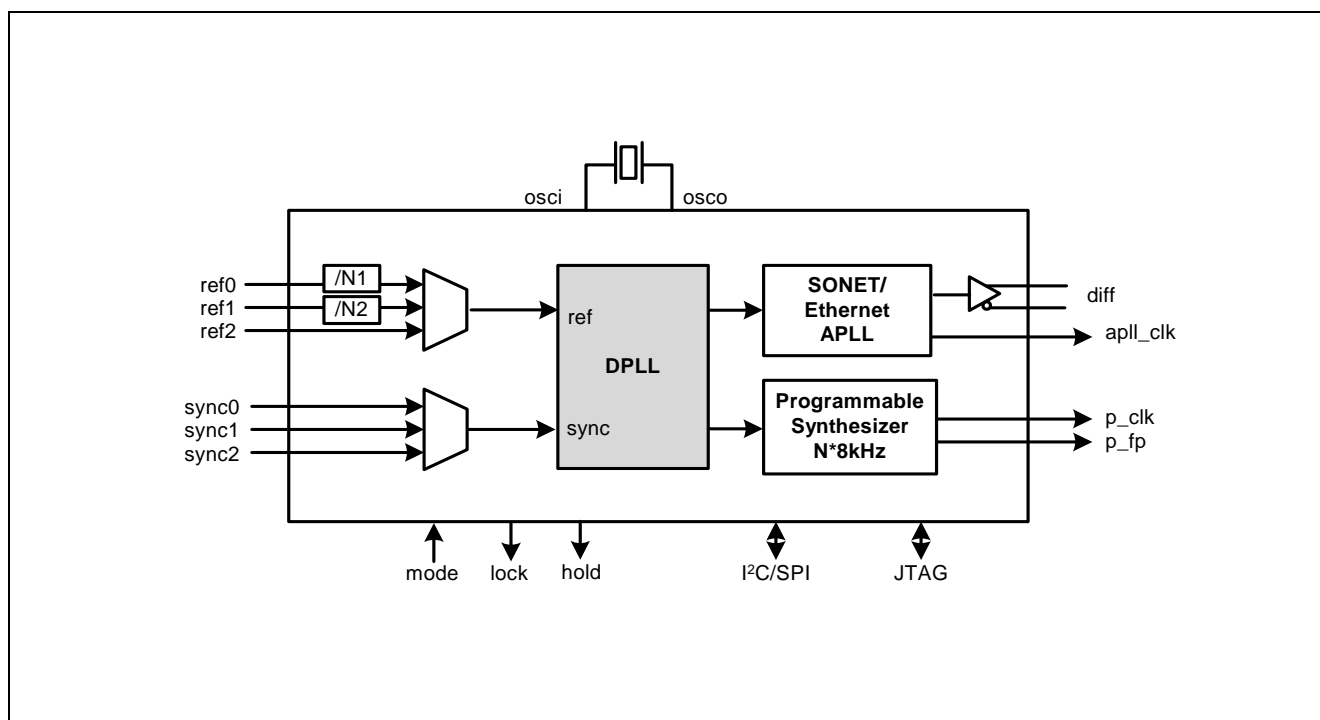 osci
osco
ref0
/N1
ref1
/N2
ref2
sync0
sync1
sync2
ref
DPLL
sync
SONET/
Ethernet
APLL
Programmable
Synthesizer
N*8kHz
diff
apll_clk
p_clk
p_fp
mode
lock
hold
I²C/SPI
JTAG